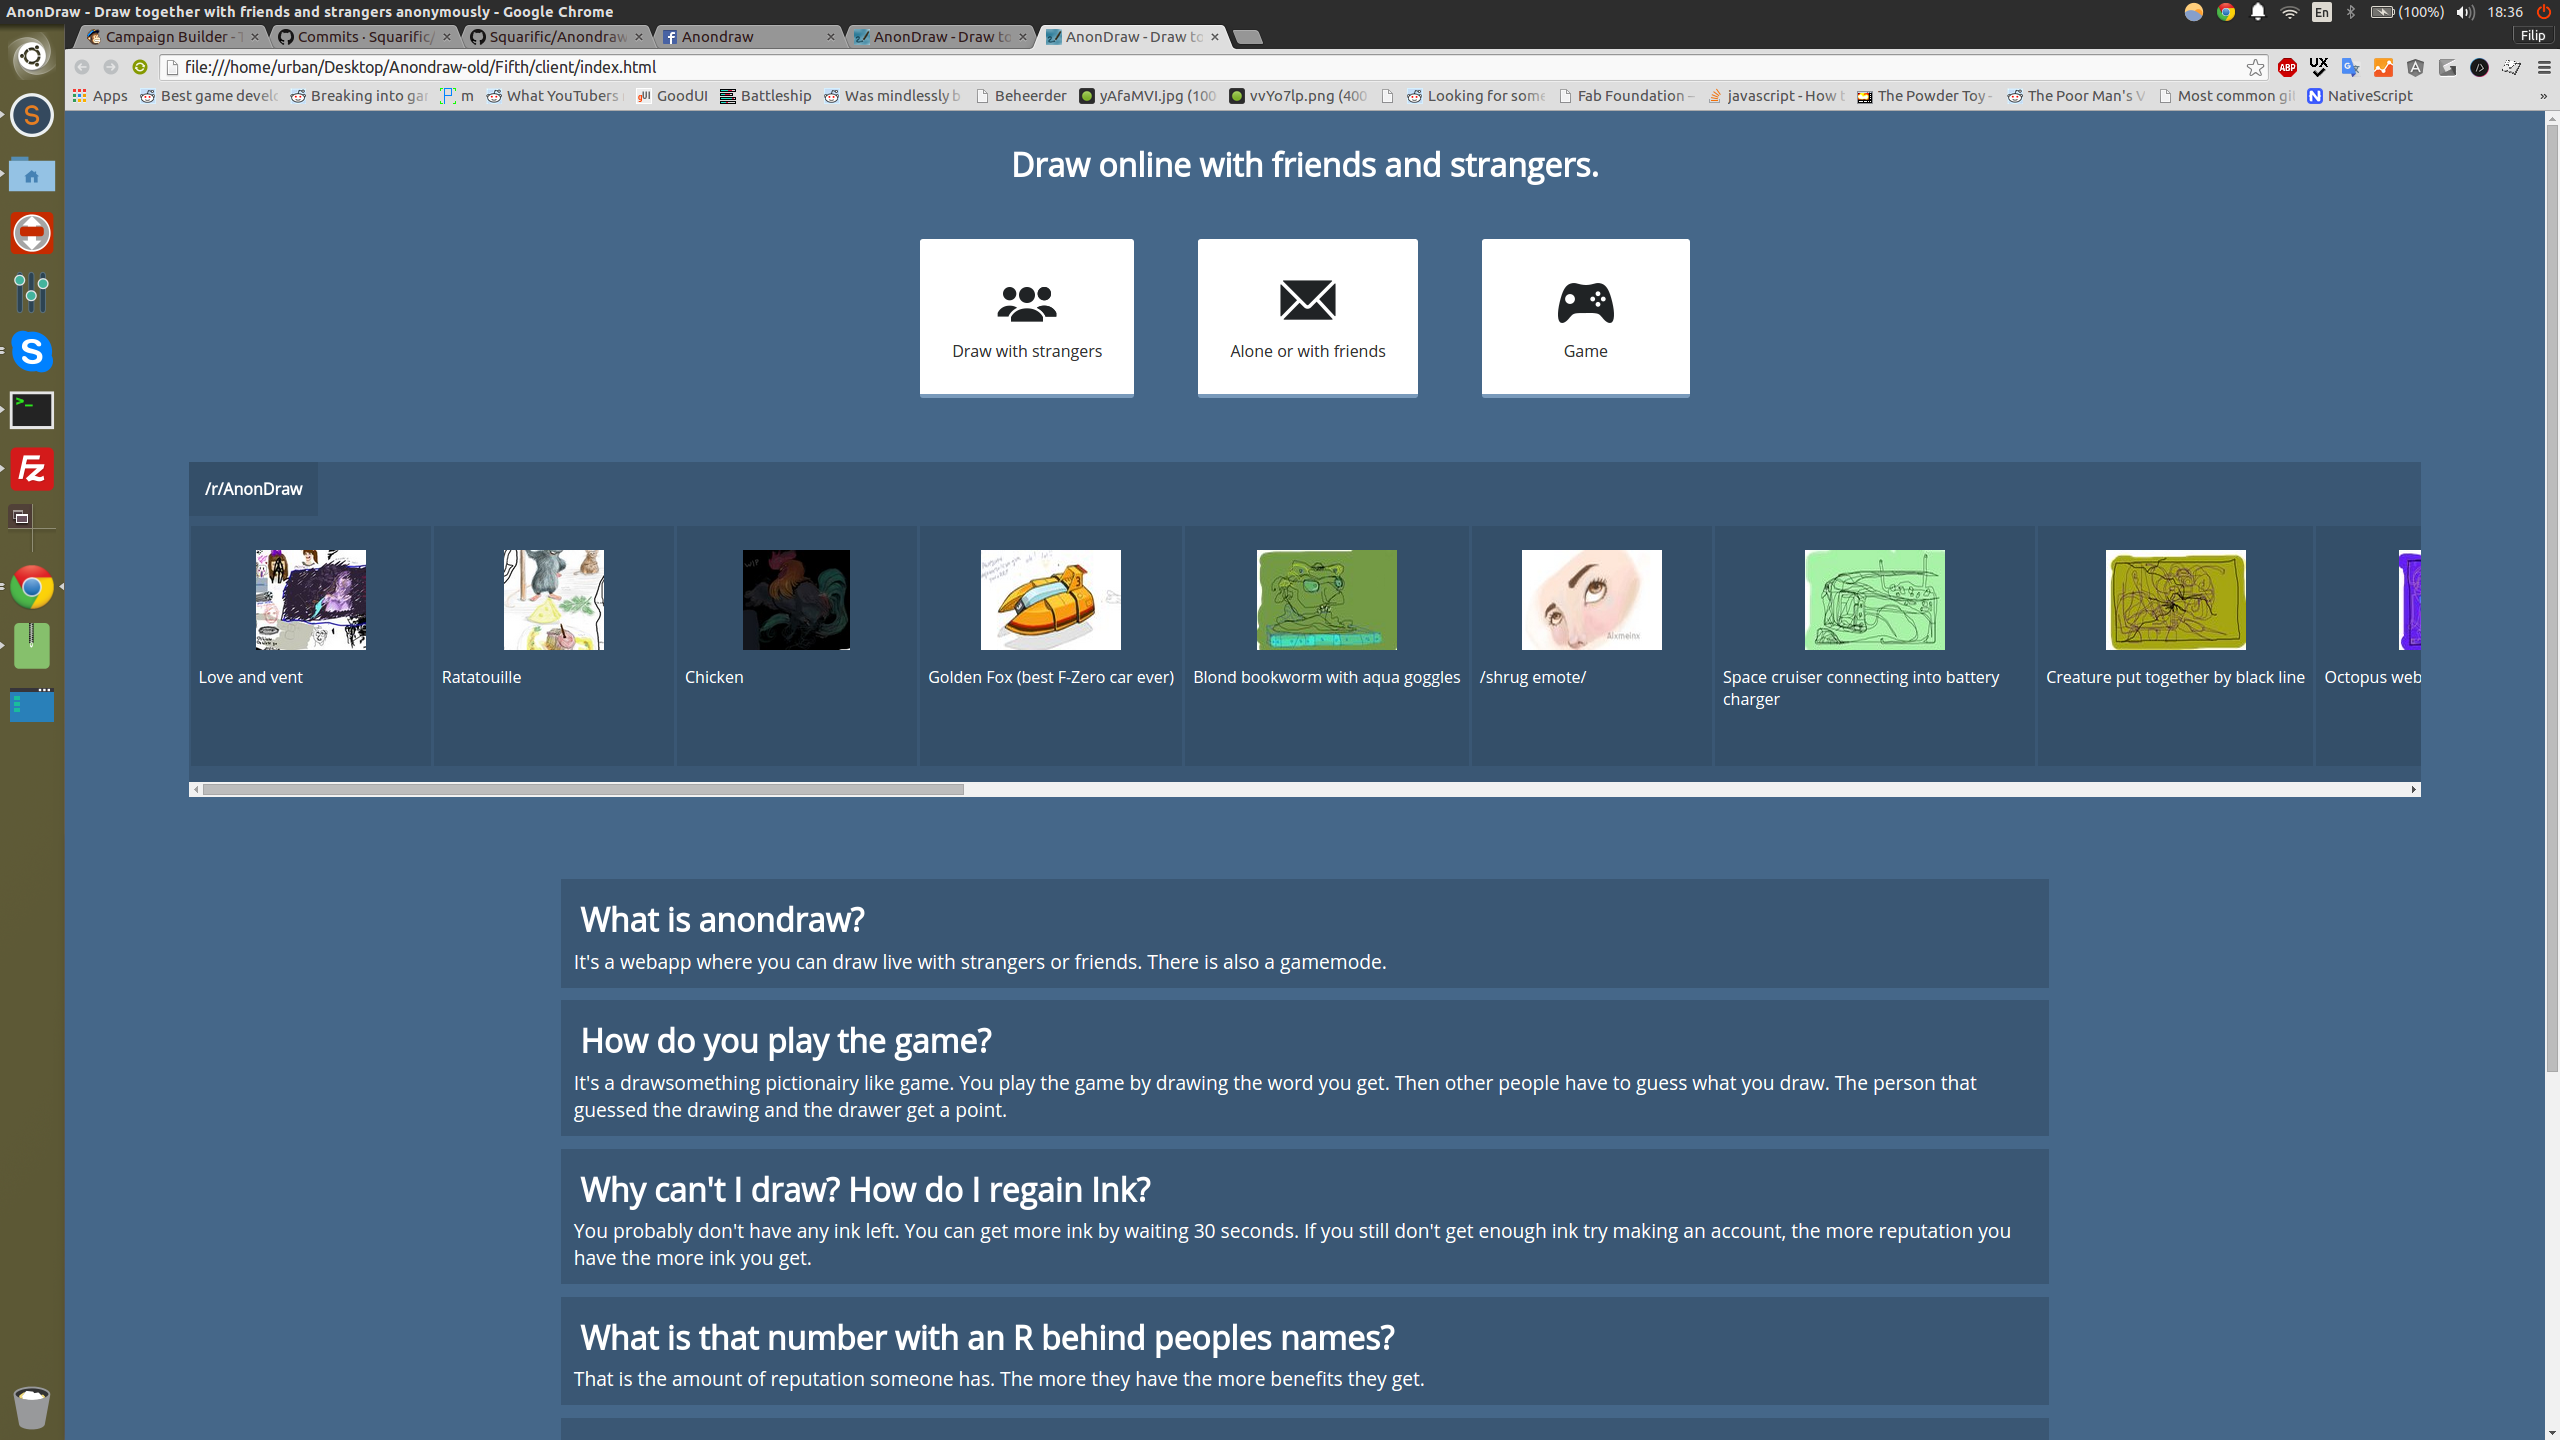 AnonDraw - Draw together with friends and strangers anonymously - Google Chrome
En (100%) 18:36
Campaign Builder - T
Commits · Squarific/
Squarific/Anondraw
Anondraw
AnonDraw - Draw to
AnonDraw - Draw to
Filip
file:///home/urban/Desktop/Anondraw-old/Fifth/client/index.html
Apps Best game devel Breaking into ga m What YouTubers gUI GoodUI Battleship Was mindlessly b Beheerder yAfaMVI.jpg (100 vvYo7lp.png (400 Looking for some Fab Foundation - javascript - How t The Powder Toy - The Poor Man's V Most common gi NativeScript »
Draw online with friends and strangers.
Draw with strangers
Alone or with friends
Game
/r/AnonDraw
Love and vent
Ratatouille
Chicken
Golden Fox (best F-Zero car ever)
Blond bookworm with aqua goggles
/shrug emote/
Space cruiser connecting into battery
charger
Creature put together by black line
Octopus web
What is anondraw?
It's a webapp where you can draw live with strangers or friends. There is also a gamemode.
How do you play the game?
It's a drawsomething pictionairy like game. You play the game by drawing the word you get. Then other people have to guess what you draw. The person that
guessed the drawing and the drawer get a point.
Why can't I draw? How do I regain Ink?
You probably don't have any ink left. You can get more ink by waiting 30 seconds. If you still don't get enough ink try making an account, the more reputation you
have the more ink you get.
What is that number with an R behind peoples names?
That is the amount of reputation someone has. The more they have the more benefits they get.